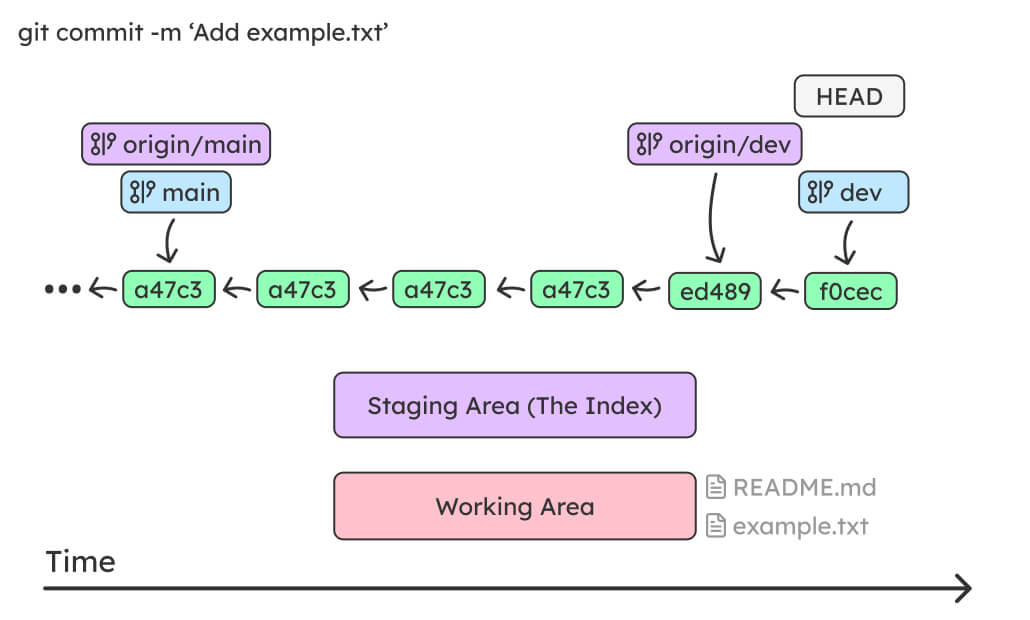 git commit -m ‘Add example.txt’
HEAD
origin/main
origin/dev
main
dev
a47c3
a47c3
a47c3
a47c3
ed489
f0cec
Staging Area (The Index)
Working Area
README.md
example.txt
Time